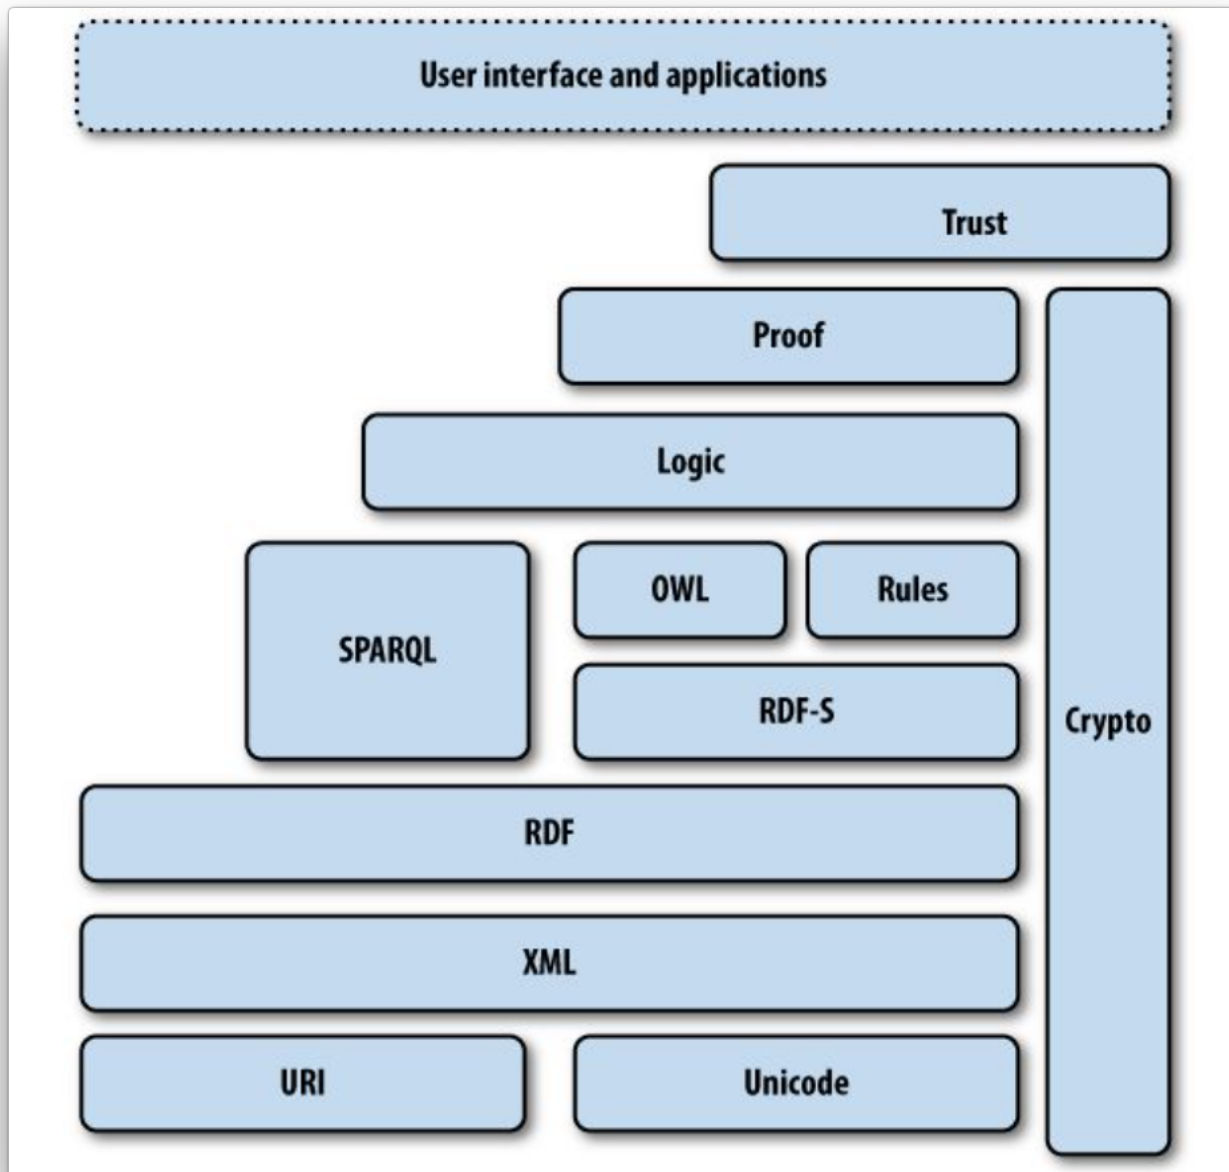 User interface and applications
Trust
Proof
Logic
SPARQL
OWL
Rules
RDF-S
Crypto
RDF
XML
URI
Unicode